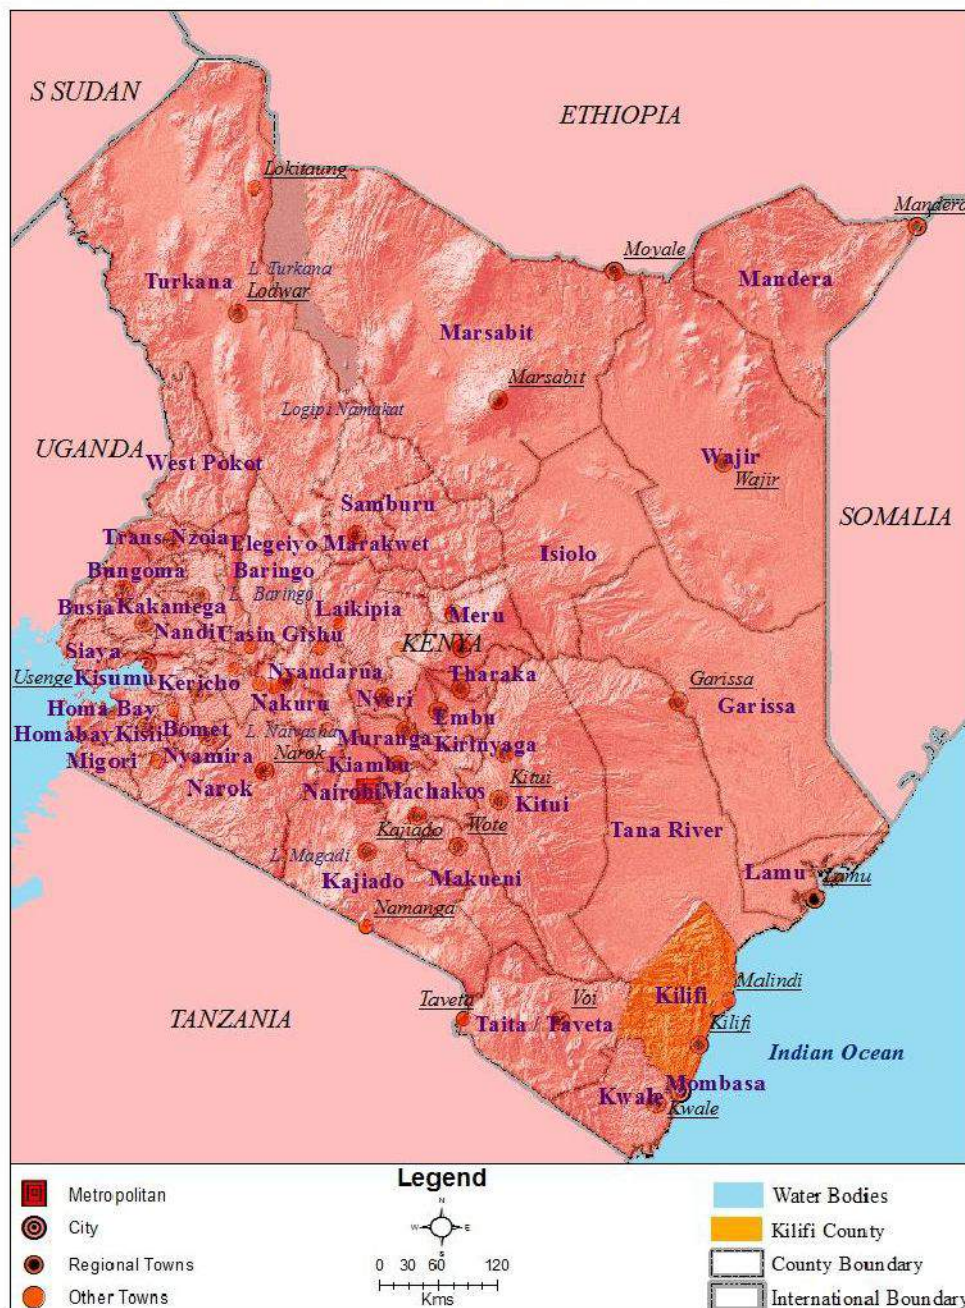 S SUDAN
ETHIOPIA
Lokitaung
Mandera
Moyale
L. Turkana
Turkana
Lodwar
Mandera
Marsabit
Marsabit
Logipi Namakat
UGANDA
West Pokot
Wajir
Wajir
Samburu
SOMALIA
Trans-Nzoia
Elegeiyo Marakwet
Isiolo
Bungoma
Baringo
L. Baringo
Busia
Kakamega
Laikipia
Meru
Nandi
Uasin Gishu
KENYA
Siaya
Usenge
Kisumu
Kericho
Nyandarua
Tharaka
Garissa
Nakuru
Nyeri
Garissa
Homa Bay
Embu
Homabay
Kisii
Bomet
L. Naivasha
Muranga
Kirinyaga
Migori
Nyamira
Narok
Kiambu
Narok
Nairobi
Machakos
Kitui
Kitui
Kajiado
Wote
Tana River
L. Magadi
Kajiado
Makueni
Lamu
Lamu
Namanga
Malindi
Taveta
Voi
Kilifi
TANZANIA
Taita / Taveta
Kilifi
Indian Ocean
Mombasa
Kwale
Kwale
Legend
Metropolitan
City
Regional Towns
Other Towns
N
W
E
S
0 30 60 120
Kms
Water Bodies
Kilifi County
County Boundary
International Boundary